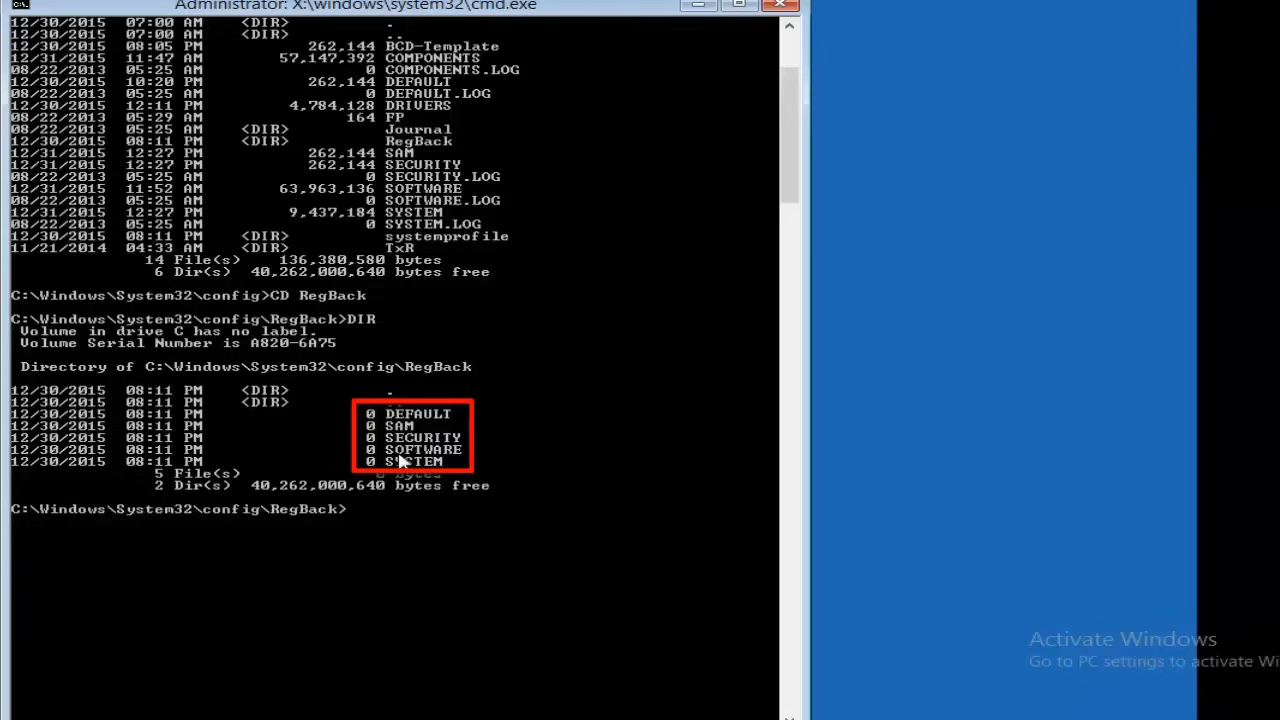 Administrator: X:\windows\system32\cmd.exe
12/30/2015 07:00 AM <DIR> .
12/30/2015 07:00 AM <DIR> ..
12/30/2015 08:05 PM 262,144 BCD-Template
12/31/2015 11:47 AM 57,147,392 COMPONENTS
08/22/2013 05:25 AM 0 COMPONENTS.LOG
12/30/2015 10:20 PM 262,144 DEFAULT
08/22/2013 05:25 AM 0 DEFAULT.LOG
12/30/2015 12:11 PM 4,784,128 DRIVERS
08/22/2013 05:29 AM 164 FP
08/22/2013 05:25 AM <DIR> Journal
12/30/2015 08:11 PM <DIR> RegBack
12/31/2015 12:27 PM 262,144 SAM
12/31/2015 12:27 PM 262,144 SECURITY
08/22/2013 05:25 AM 0 SECURITY.LOG
12/31/2015 11:52 AM 63,963,136 SOFTWARE
08/22/2013 05:25 AM 0 SOFTWARE.LOG
12/31/2015 12:27 PM 9,437,184 SYSTEM
08/22/2013 05:25 AM 0 SYSTEM.LOG
12/30/2015 08:11 PM <DIR> systemprofile
11/21/2014 04:33 AM <DIR> TxR
14 File(s) 136,380,580 bytes
6 Dir(s) 40,262,000,640 bytes free
C:\Windows\System32\config>CD RegBack
C:\Windows\System32\config\RegBack>DIR
Volume in drive C has no label.
Volume Serial Number is A820-6A75
Directory of C:\Windows\System32\config\RegBack
12/30/2015 08:11 PM <DIR> .
12/30/2015 08:11 PM <DIR> ..
12/30/2015 08:11 PM 0 DEFAULT
12/30/2015 08:11 PM 0 SAM
12/30/2015 08:11 PM 0 SECURITY
12/30/2015 08:11 PM 0 SOFTWARE
12/30/2015 08:11 PM 0 SYSTEM
5 File(s) 0 bytes
2 Dir(s) 40,262,000,640 bytes free
C:\Windows\System32\config\RegBack>
Activate Windows
Go to PC settings to activate Wi